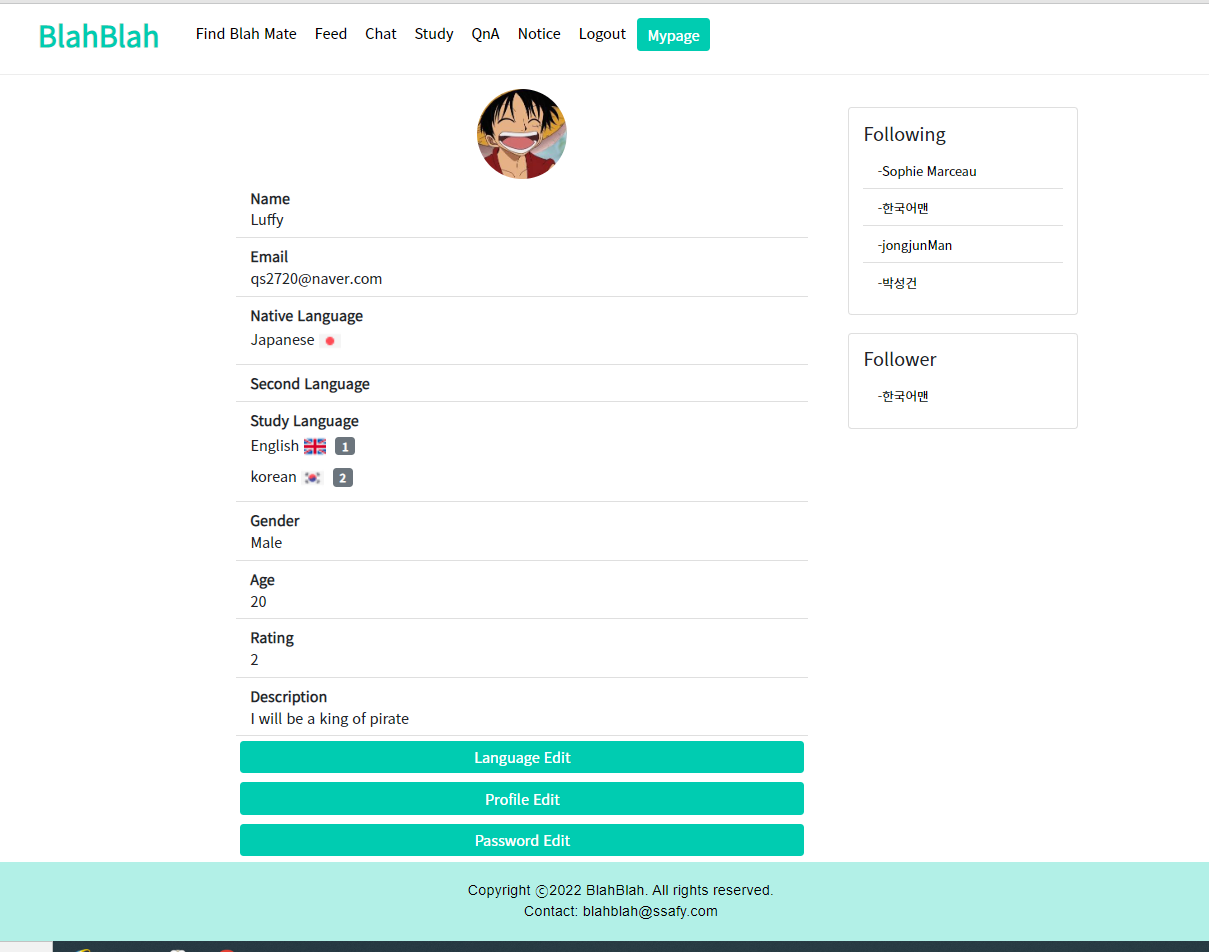 BlahBlah
Find Blah Mate Feed Chat Study QnA Notice Logout Mypage
Name
Luffy
Email
qs2720@naver.com
Native Language
Japanese
Second Language
Study Language
English 1
korean 2
Gender
Male
Age
20
Rating
2
Description
I will be a king of pirate
Language Edit
Profile Edit
Password Edit
Following
-Sophie Marceau
-한국어맨
-jongjunMan
-박성건
Follower
-한국어맨
Copyright ⓒ2022 BlahBlah. All rights reserved.
Contact: blahblah@ssafy.com